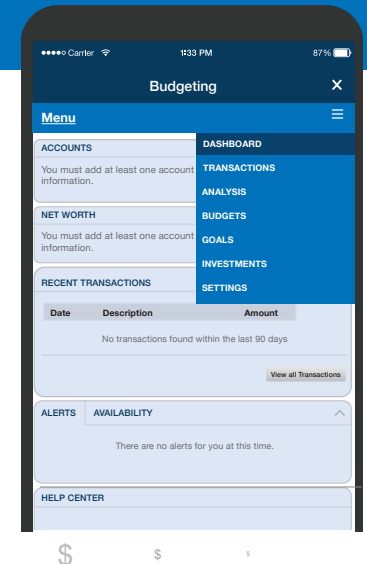 Carrier 1:33 PM 87%
Budgeting X
Menu
ACCOUNTS
You must add at least one account
information.
NET WORTH
You must add at least one account
information.
DASHBOARD
TRANSACTIONS
ANALYSIS
BUDGETS
GOALS
INVESTMENTS
SETTINGS
RECENT TRANSACTIONS
Date Description Amount
No transactions found within the last 90 days
View all Transactions
ALERTS AVAILABILITY
There are no alerts for you at this time.
HELP CENTER
$ $ $